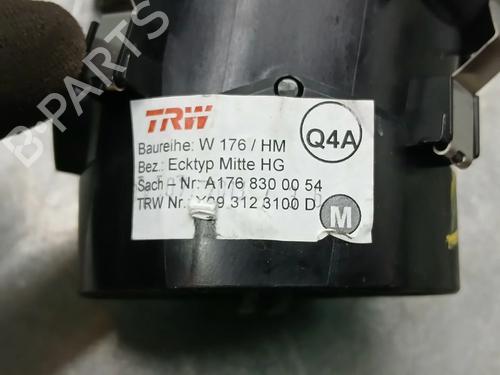 TRW
Baureihe: W 176 / HM
Bez.: Ecktyp Mitte HG
Sach - Nr: A176 830 00 54
TRW Nr.: X09 312 3100 D
Q4A
M
B PARTS